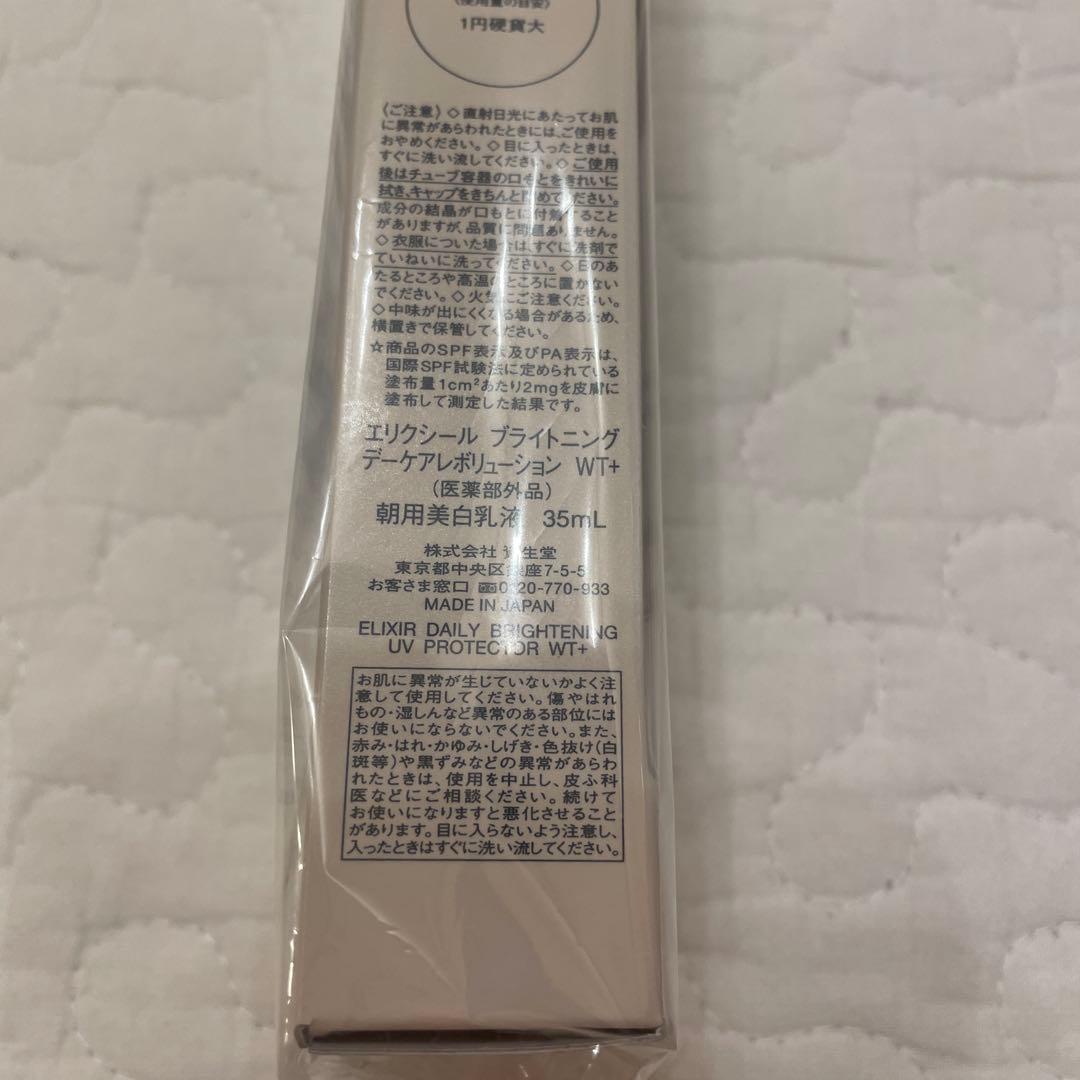 〈使用量の目安〉
1円硬貨大
〈ご注意〉◇直射日光にあたってお肌
に異常があらわれたときには、ご使用を
おやめください。◇目に入ったときは、
すぐに洗い流してください。◇ご使用
後はチューブ容器の口もとをきれいに
拭き、キャップをきちんと閉めてください。
成分の結晶が口もとに付着すること
がありますが、品質に問題ありません。
◇衣服についた場合は、すぐに洗剤で
ていねいに洗ってください。◇日のあ
たるところや高温のところに置かない
でください。◇火気にご注意ください。
◇中味が出にくくなる場合があるため、
横置きで保管してください。
☆商品のSPF表示及びPA表示は、
国際SPF試験法に定められている
塗布量1cm²あたり2mgを皮膚に
塗布して測定した結果です。
エリクシール ブライトニング
デーケアレボリューション WT+
(医薬部外品)
朝用美白乳液 35mL
株式会社 資生堂
東京都中央区銀座7-5-5
お客さま窓口 0120-770-933
MADE IN JAPAN
ELIXIR DAILY BRIGHTENING
UV PROTECTOR WT+
お肌に異常が生じていないかよく注
意して使用してください。傷やはれ
もの・湿しんなど異常のある部位には
お使いにならないでください。また、
赤み・はれ・かゆみ・しげき・色抜け(白
斑等)や黒ずみなどの異常があらわ
れたときは、使用を中止し、皮ふ科
医などにご相談ください。続けて
お使いになりますと悪化させること
があります。目に入らないよう注意し、
入ったときはすぐに洗い流してください。